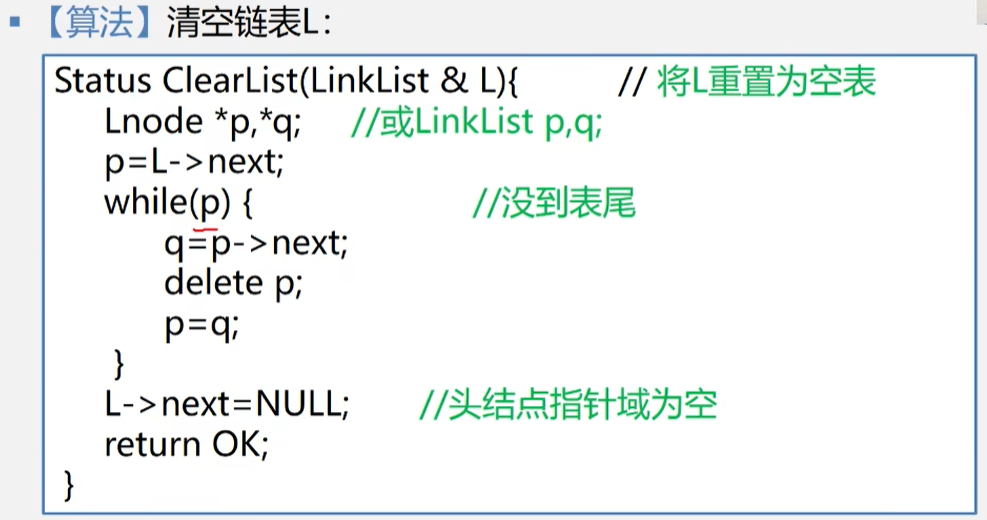 ▪ 【算法】清空链表L：
Status ClearList(LinkList & L){ // 将L重置为空表
Lnode *p,*q; //或LinkList p,q;
p=L->next;
while(p) { //没到表尾
q=p->next;
delete p;
p=q;
}
L->next=NULL; //头结点指针域为空
return OK;
}